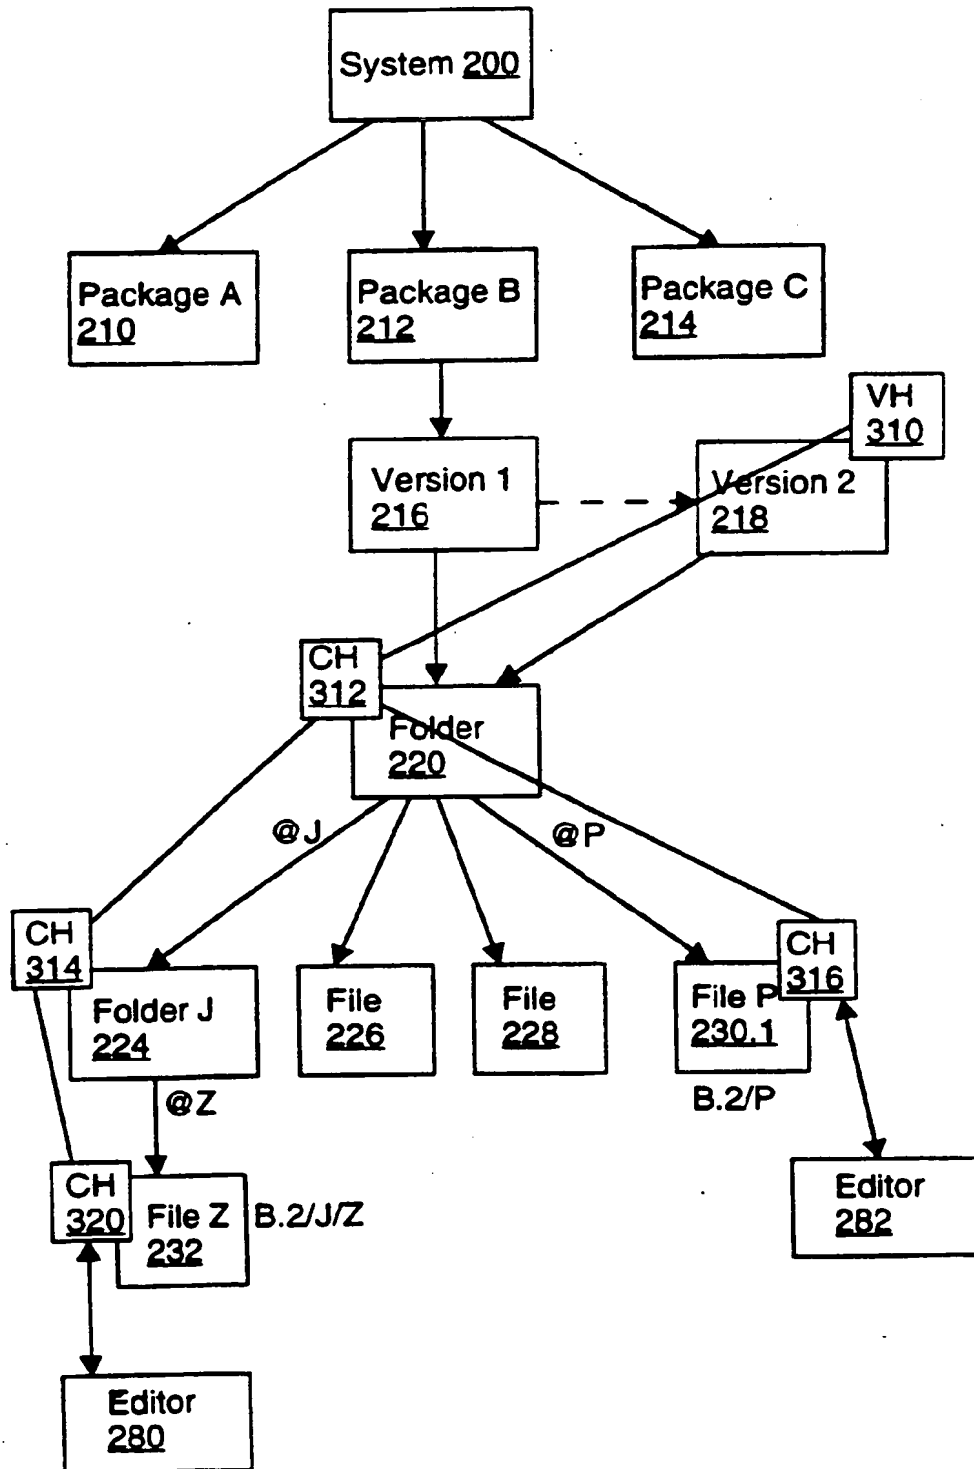 System 200
Package A
210
Package B
212
Package C
214
VH
310
Version 1
216
Version 2
218
CH
312
Folder
220
@J
@P
CH
314
Folder J
224
File
226
File
228
File P
230.1
CH
316
@Z
B.2/P
CH
320
File Z
232
B.2/J/Z
Editor
282
Editor
280